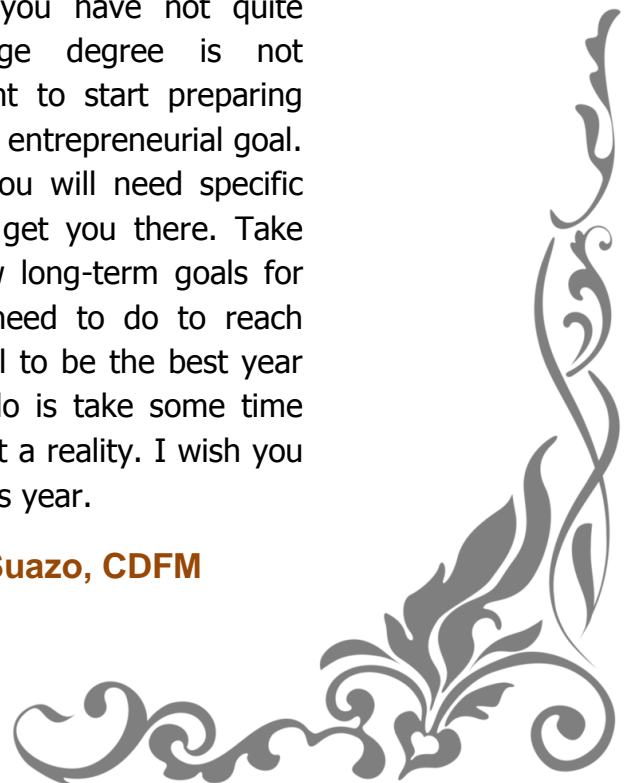 you have not quite
ge degree is not
nt to start preparing
entrepreneurial goal.
ou will need specific
get you there. Take
long-term goals for
need to do to reach
l to be the best year
lo is take some time
t a reality. I wish you
s year.
Suazo, CDFM